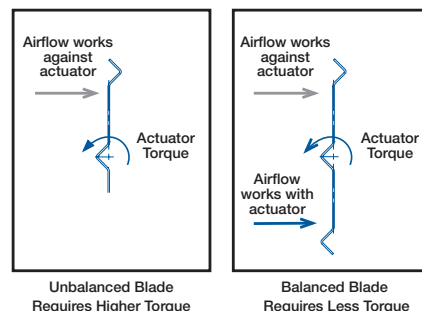 Airflow works
against
actuator
Actuator
Torque
Unbalanced Blade
Requires Higher Torque
Airflow works
against
actuator
Actuator
Torque
Airflow
works with
actuator
Balanced Blade
Requires Less Torque